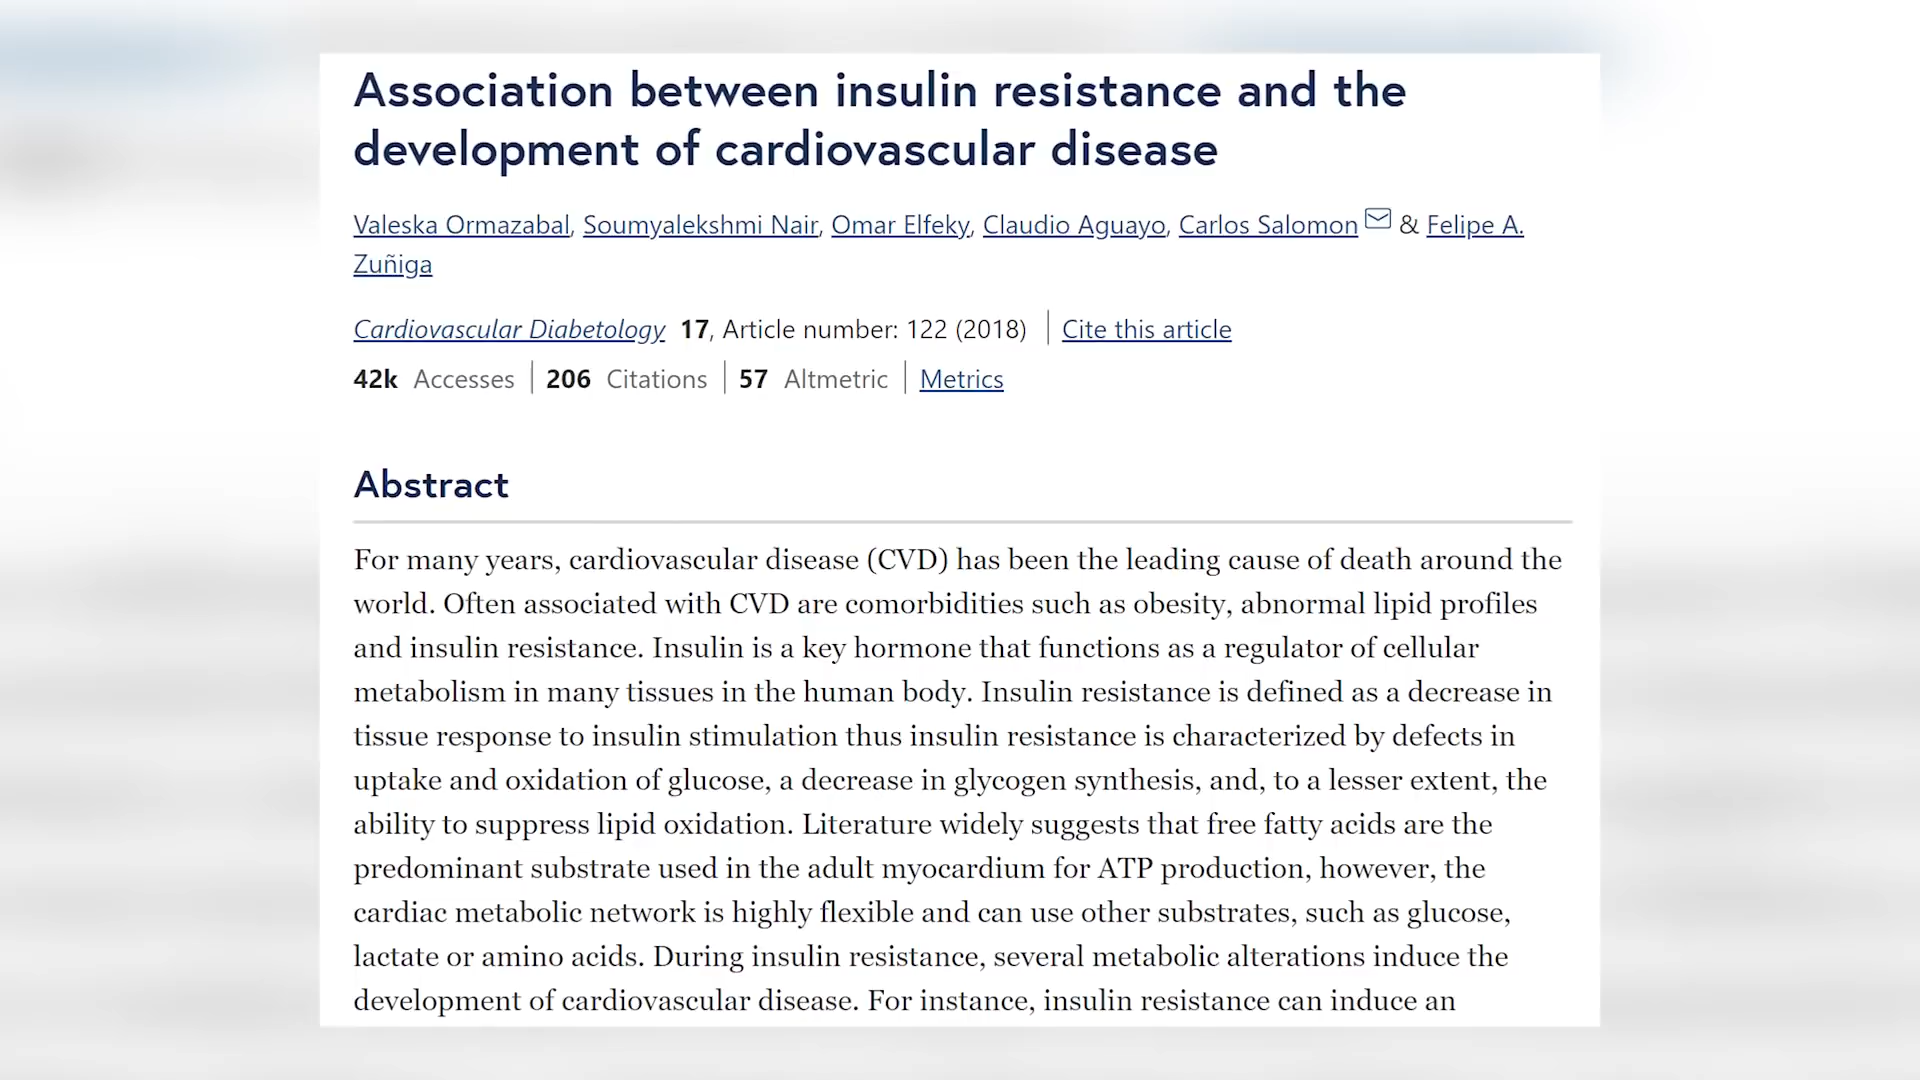 Association between insulin resistance and the
development of cardiovascular disease
Valeska Ormazabal, Soumyalekshmi Nair, Omar Elfeky, Claudio Aguayo, Carlos Salomon & Felipe A.
Zuñiga
Cardiovascular Diabetology 17, Article number: 122 (2018) | Cite this article
42k Accesses | 206 Citations | 57 Altmetric | Metrics
Abstract
For many years, cardiovascular disease (CVD) has been the leading cause of death around the
world. Often associated with CVD are comorbidities such as obesity, abnormal lipid profiles
and insulin resistance. Insulin is a key hormone that functions as a regulator of cellular
metabolism in many tissues in the human body. Insulin resistance is defined as a decrease in
tissue response to insulin stimulation thus insulin resistance is characterized by defects in
uptake and oxidation of glucose, a decrease in glycogen synthesis, and, to a lesser extent, the
ability to suppress lipid oxidation. Literature widely suggests that free fatty acids are the
predominant substrate used in the adult myocardium for ATP production, however, the
cardiac metabolic network is highly flexible and can use other substrates, such as glucose,
lactate or amino acids. During insulin resistance, several metabolic alterations induce the
development of cardiovascular disease. For instance, insulin resistance can induce an